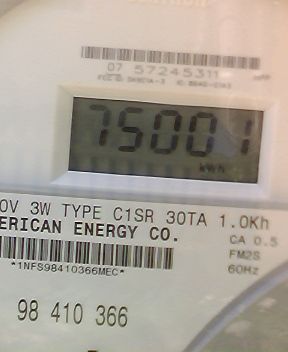 07 57245311
75001
kWh
0V 3W TYPE C1SR 30TA 1.0Kh
ERICAN ENERGY CO.
CA 0.5
FM2S
60Hz
*1NFS98410366MEC*
98 410 366